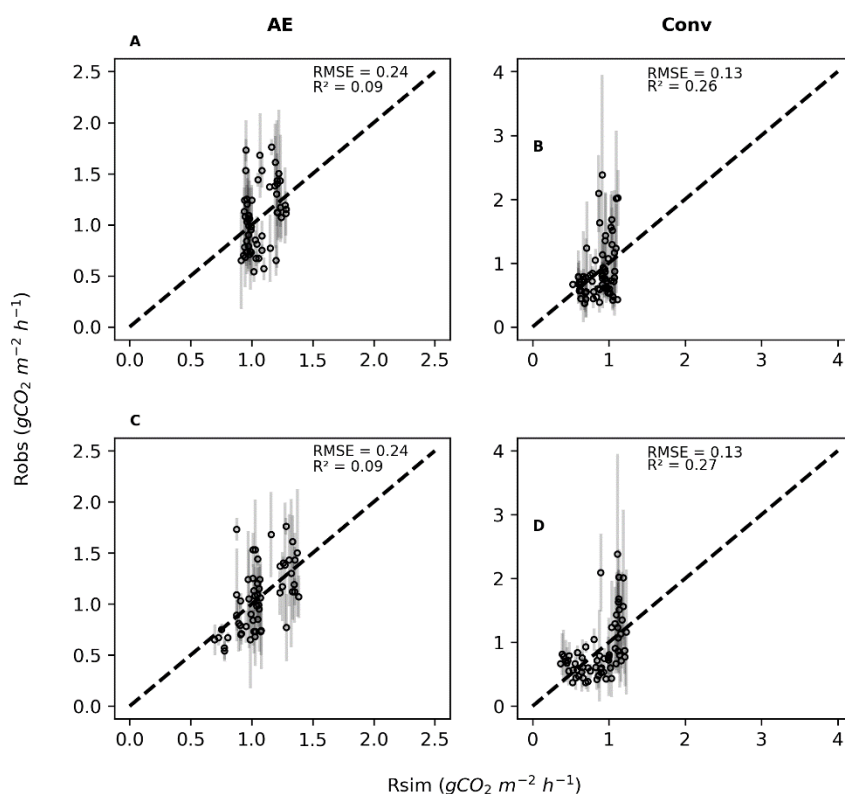 AE
Conv
A
RMSE = 0.24
R² = 0.09
2.5
2.0
1.5
1.0
0.5
0.0
0.0 0.5 1.0 1.5 2.0 2.5
RMSE = 0.13
R² = 0.26
B
4
3
2
1
0
0 1 2 3 4
Robs (gCO₂ m⁻² h⁻¹)
C
RMSE = 0.24
R² = 0.09
2.5
2.0
1.5
1.0
0.5
0.0
0.0 0.5 1.0 1.5 2.0 2.5
RMSE = 0.13
R² = 0.27
D
4
3
2
1
0
0 1 2 3 4
Rsim (gCO₂ m⁻² h⁻¹)